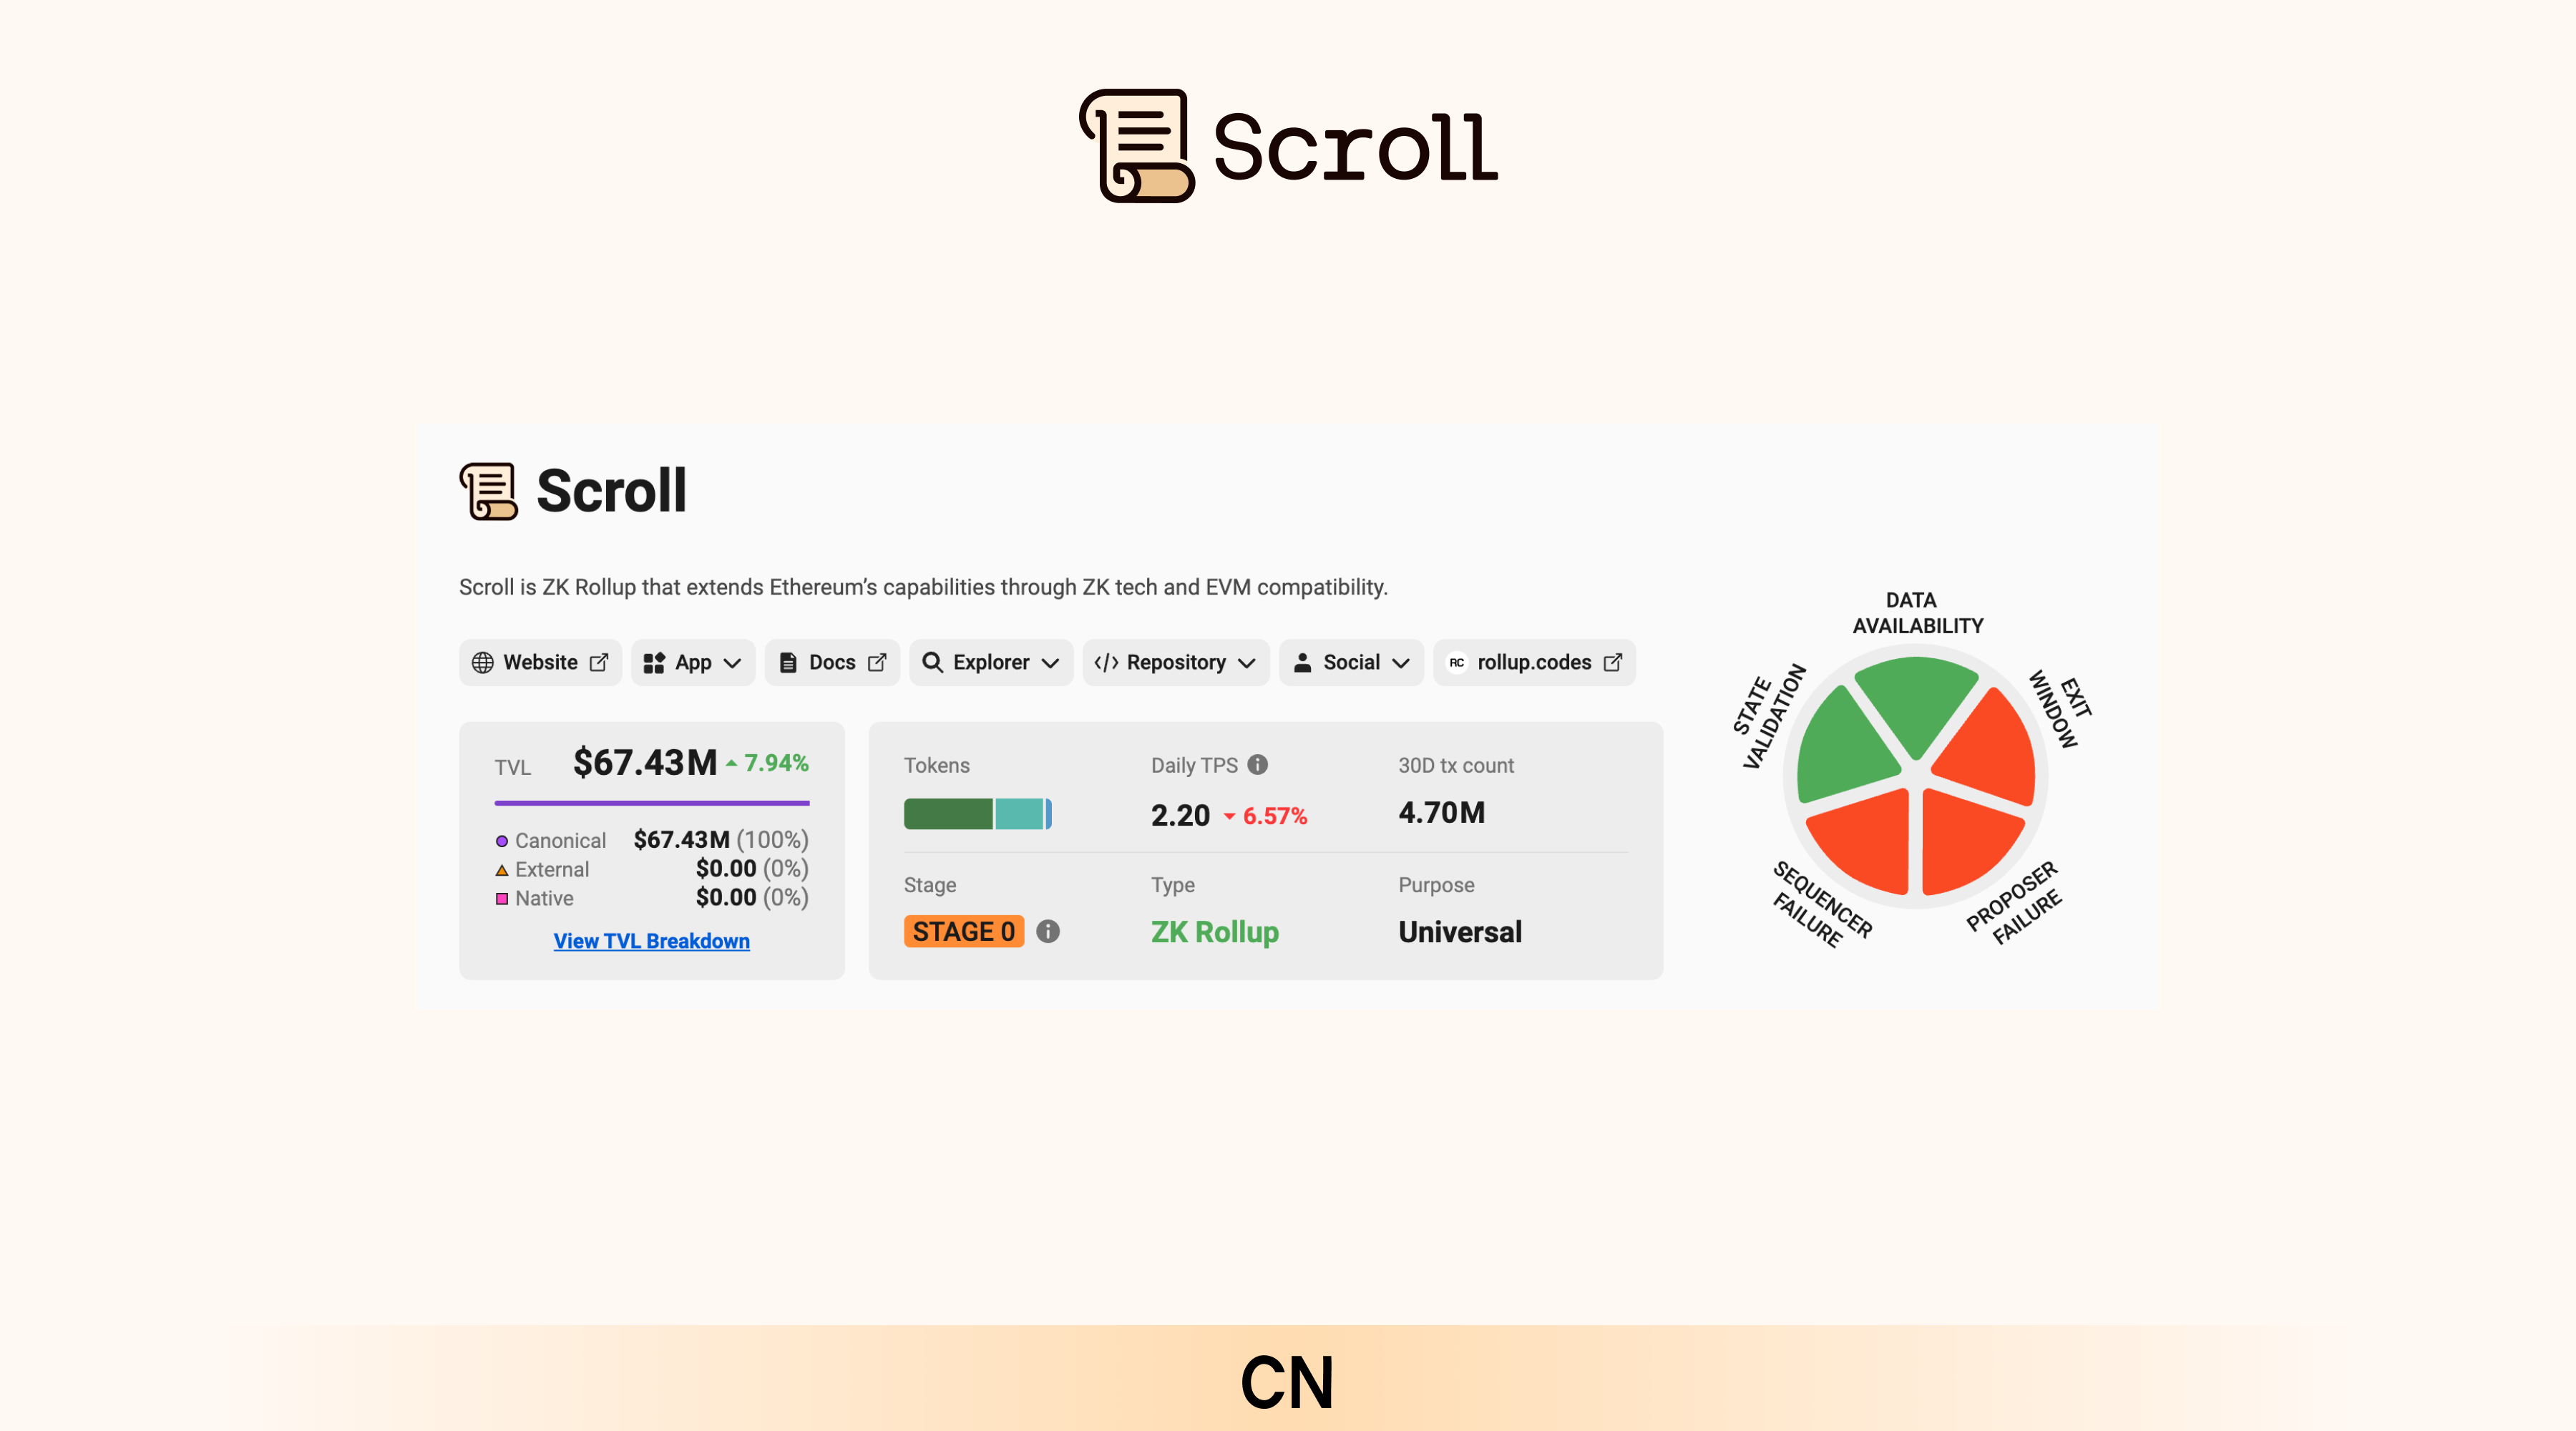 Scroll
Scroll
Scroll is ZK Rollup that extends Ethereum’s capabilities through ZK tech and EVM compatibility.
Website
App
Docs
Explorer
Repository
Social
RC rollup.codes
TVL $67.43M 7.94%
Canonical $67.43M (100%)
External $0.00 (0%)
Native $0.00 (0%)
View TVL Breakdown
Tokens
Daily TPS
2.20 6.57%
30D tx count
4.70M
Stage
STAGE 0
Type
ZK Rollup
Purpose
Universal
DATA
AVAILABILITY
STATE
VALIDATION
EXIT
WINDOW
SEQUENCER
FAILURE
PROPOSER
FAILURE
CN